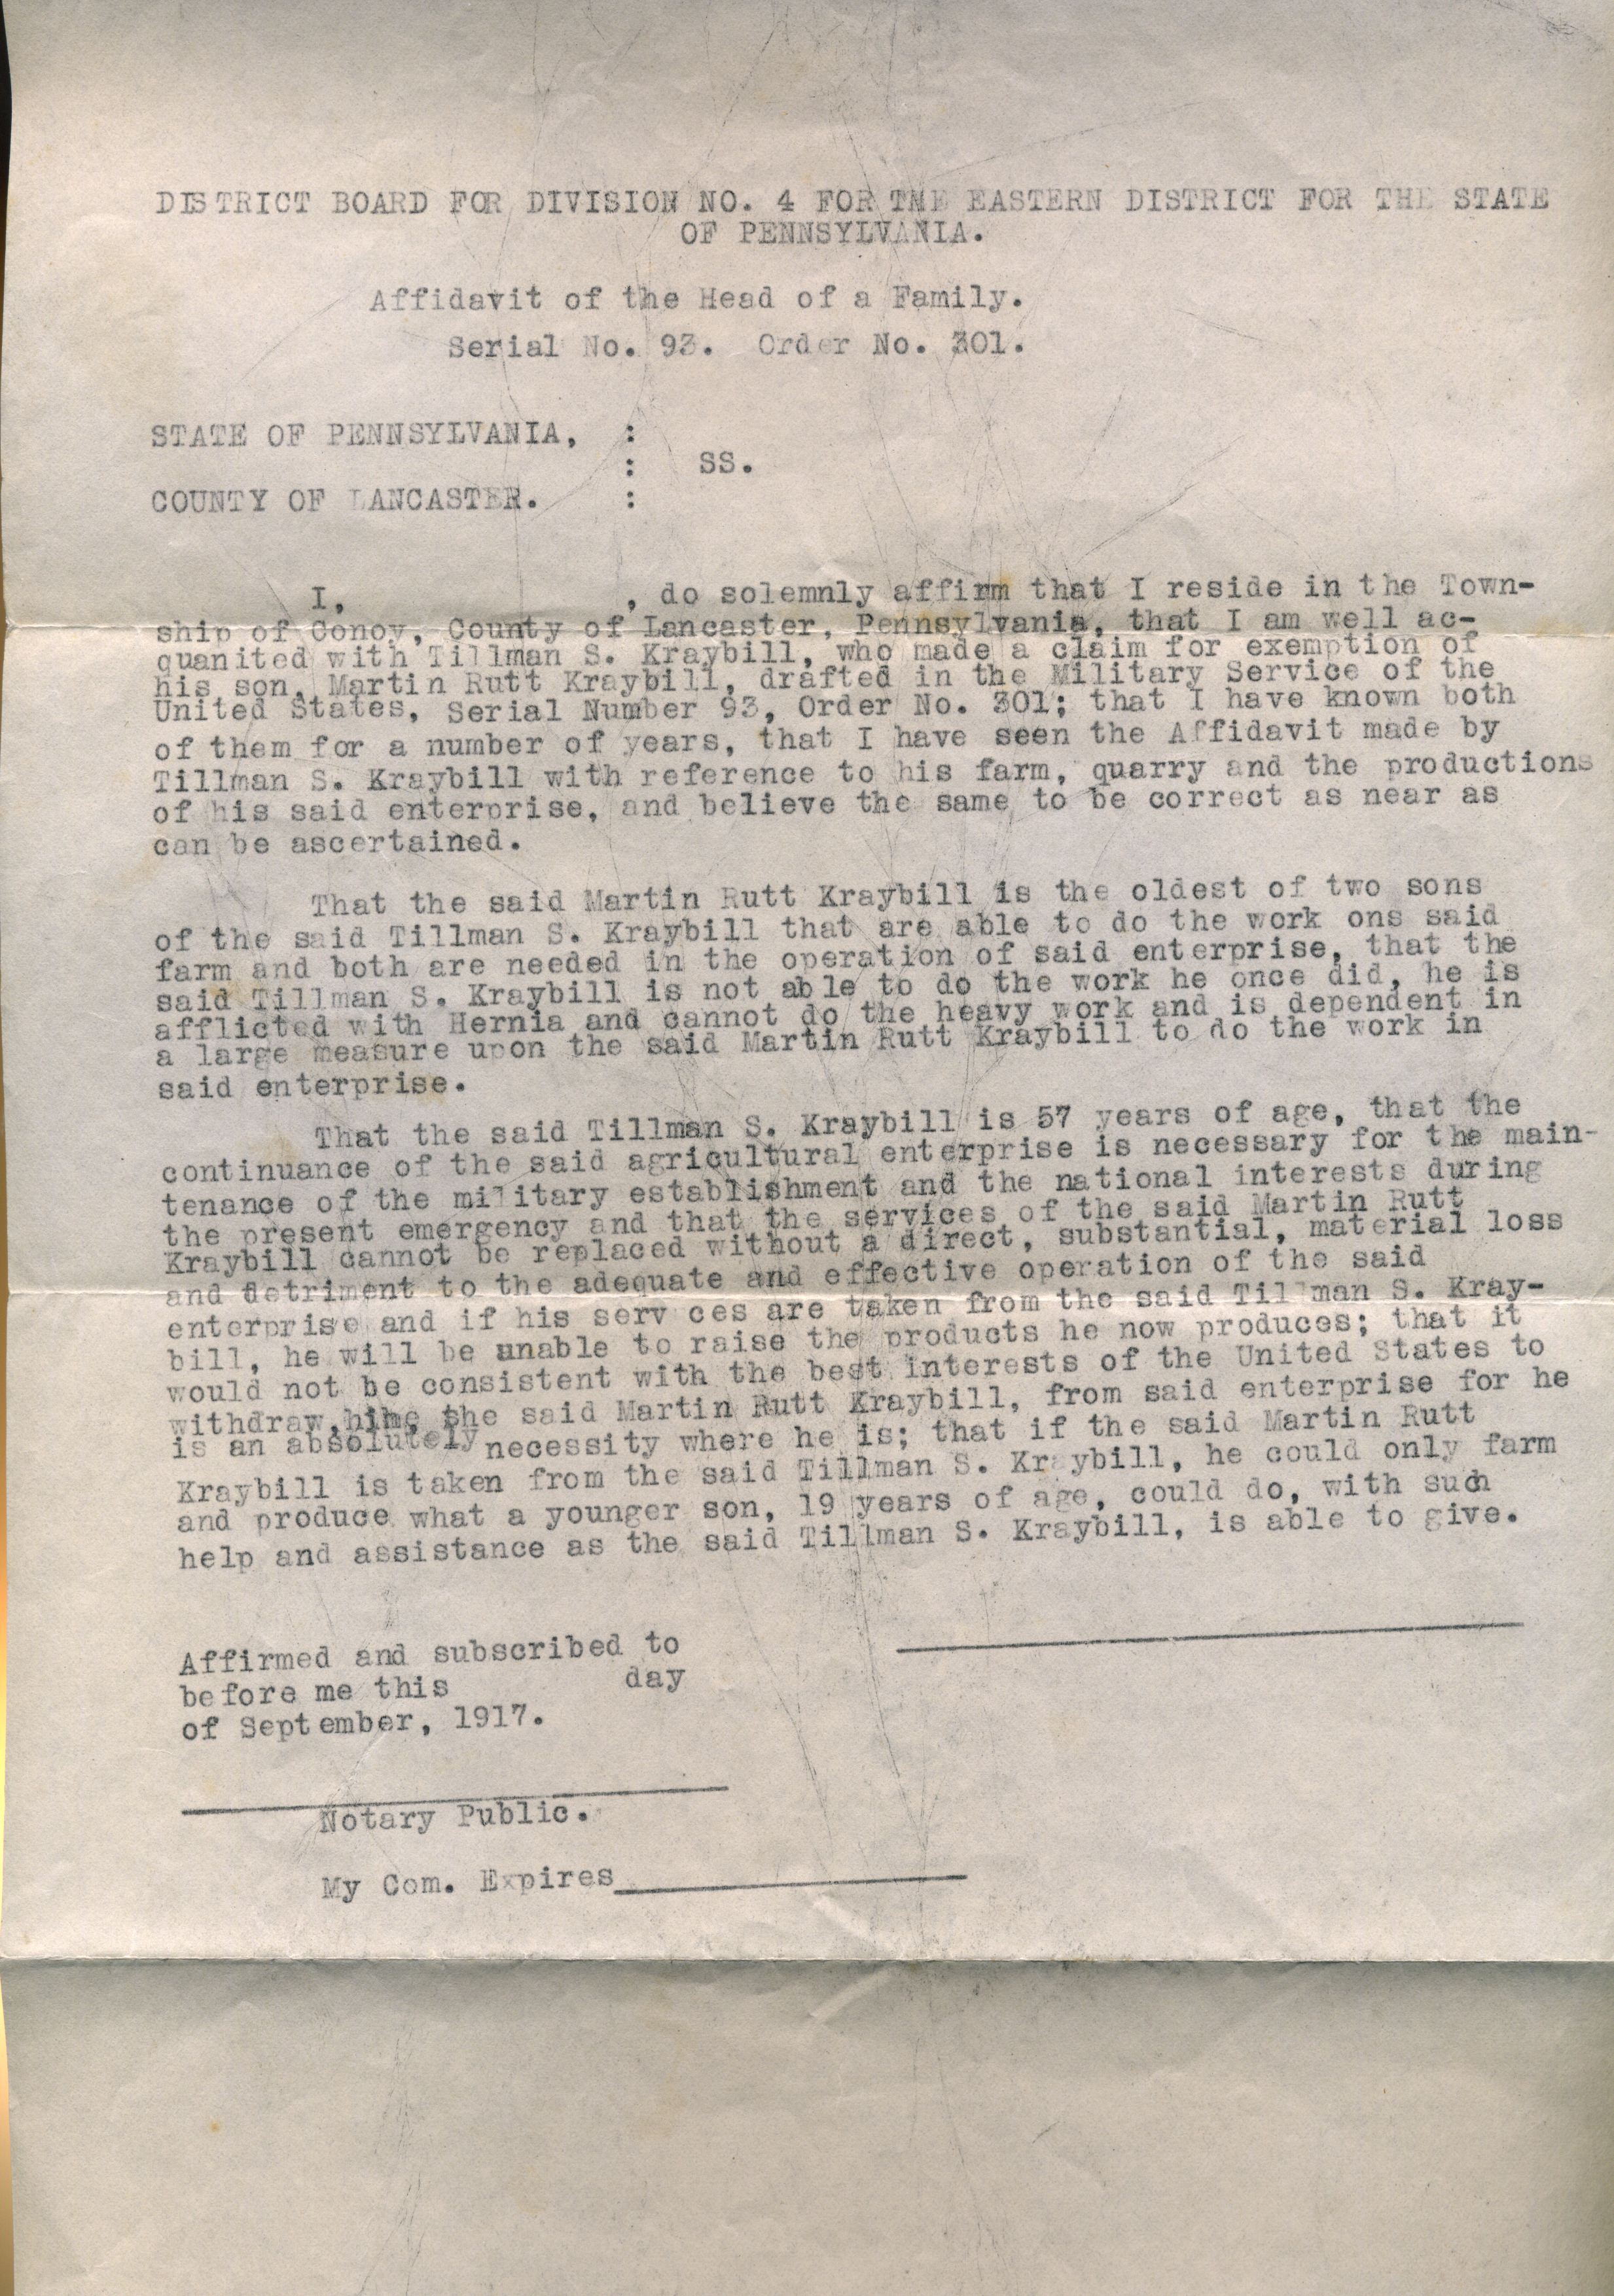 DISTRICT BOARD FOR DIVISION NO. 4 FOR THE EASTERN DISTRICT FOR THE STATE
OF PENNSYLVANIA.
Affidavit of the Head of a Family.
Serial No. 93. Order No. 301.
STATE OF PENNSYLVANIA, :
: SS.
COUNTY OF LANCASTER. :
I, , do solemnly affirm that I reside in the Town-
ship of Conoy, County of Lancaster, Pennsylvania, that I am well ac-
quanited with Tillman S. Kraybill, who made a claim for exemption of
his son, Martin Rutt Kraybill, drafted in the Military Service of the
United States, Serial Number 93, Order No. 301; that I have known both
of them for a number of years, that I have seen the Affidavit made by
Tillman S. Kraybill with reference to his farm, quarry and the productions
of his said enterprise, and believe the same to be correct as near as
can be ascertained.
That the said Martin Rutt Kraybill is the oldest of two sons
of the said Tillman S. Kraybill that are able to do the work ons said
farm and both are needed in the operation of said enterprise, that the
said Tillman S. Kraybill is not able to do the work he once did, he is
afflicted with Hernia and cannot do the heavy work and is dependent in
a large measure upon the said Martin Rutt Kraybill to do the work in
said enterprise.
That the said Tillman S. Kraybill is 57 years of age, that the
continuance of the said agricultural enterprise is necessary for the main-
tenance of the military establishment and the national interests during
the present emergency and that the services of the said Martin Rutt
Kraybill cannot be replaced without a direct, substantial, material loss
and detriment to the adequate and effective operation of the said
enterprise and if his serv ces are taken from the said Tillman S. Kray-
bill, he will be unable to raise the products he now produces; that it
would not be consistent with the best interests of the United States to
withdraw, the said Martin Rutt Kraybill, from said enterprise for he
is an absolutely necessity where he is; that if the said Martin Rutt
Kraybill is taken from the said Tillman S. Kraybill, he could only farm
and produce what a younger son, 19 years of age, could do, with such
help and assistance as the said Tillman S. Kraybill, is able to give.
Affirmed and subscribed to
before me this day
of September, 1917.
Notary Public.
My Com. Expires